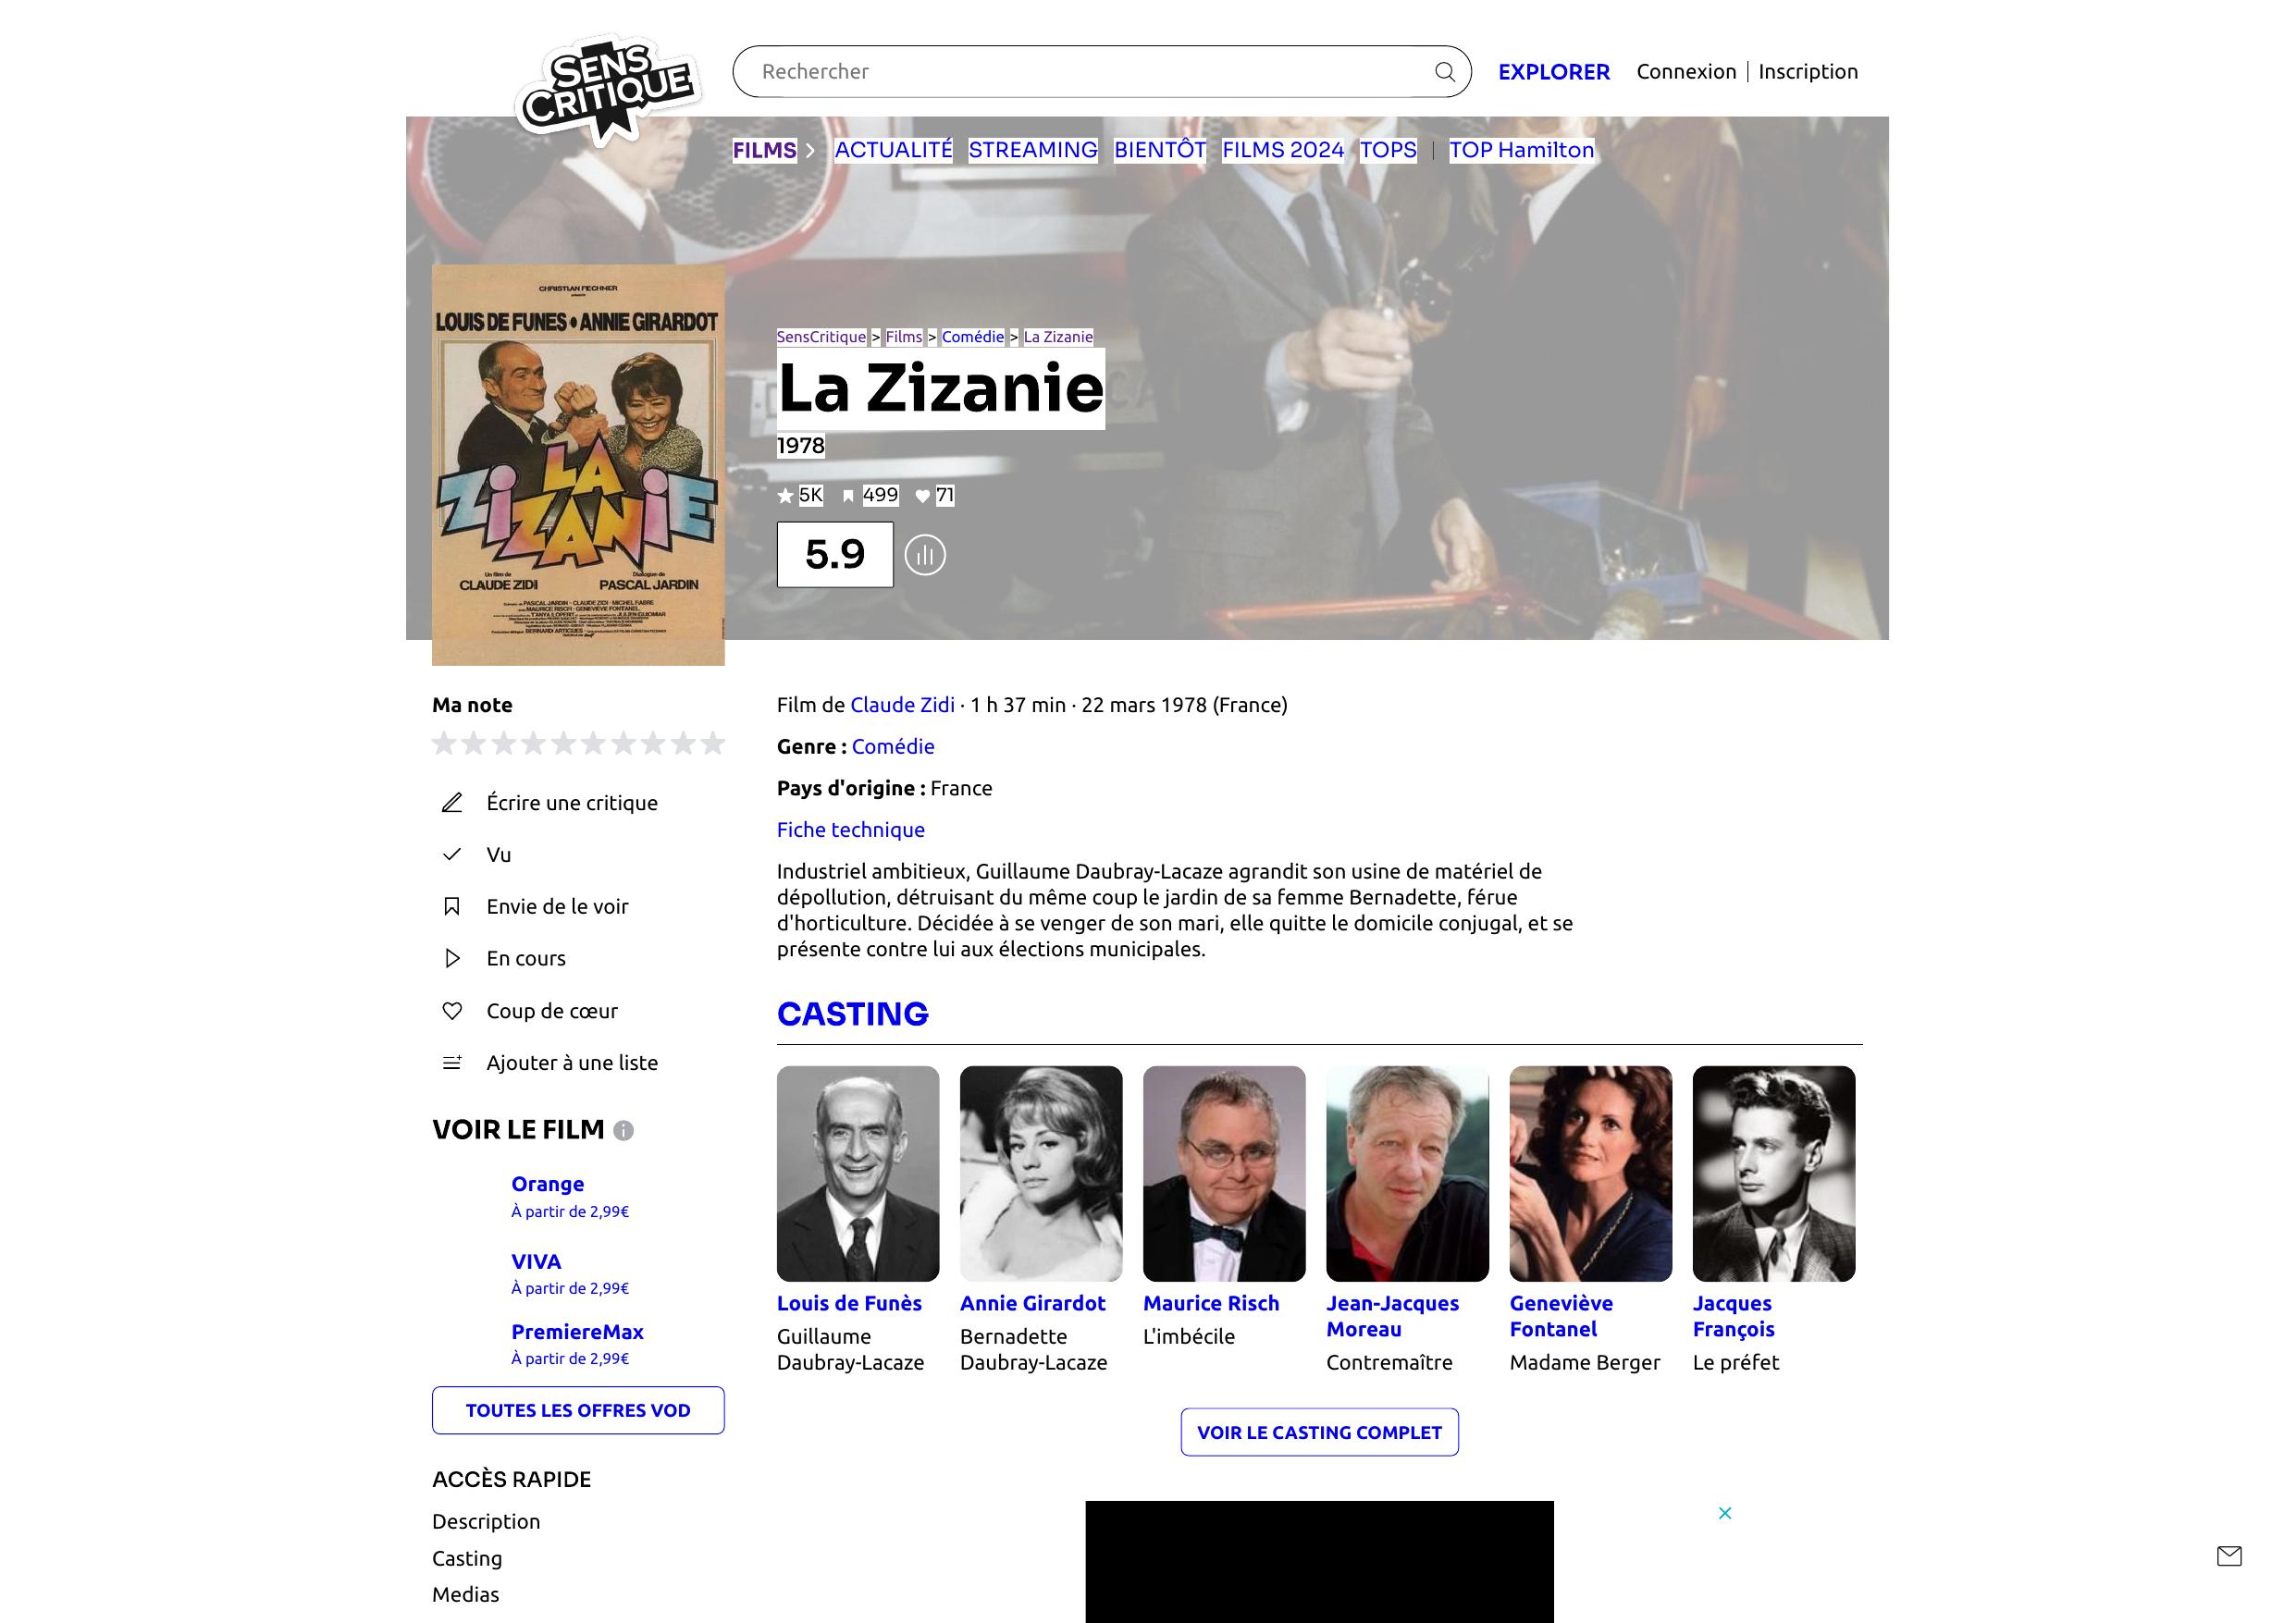 SENS CRITIQUE
Rechercher
EXPLORER
Connexion | Inscription
FILMS ACTUALITÉ STREAMING BIENTÔT FILMS 2024 TOPS | TOP Hamilton
CHRISTIAN FECHNER
LOUIS DE FUNES • ANNIE GIRARDOT
LA ZIZANIE
Un film de
CLAUDE ZIDI
Dialogue de
PASCAL JARDIN
SensCritique > Films > Comédie > La Zizanie
La Zizanie
1978
5K 499 71
5.9
Ma note
Écrire une critique
Vu
Envie de le voir
En cours
Coup de cœur
Ajouter à une liste
VOIR LE FILM
Orange
À partir de 2,99€
VIVA
À partir de 2,99€
PremiereMax
À partir de 2,99€
TOUTES LES OFFRES VOD
ACCÈS RAPIDE
Description
Casting
Medias
Film de Claude Zidi · 1 h 37 min · 22 mars 1978 (France)
Genre : Comédie
Pays d'origine : France
Fiche technique
Industriel ambitieux, Guillaume Daubray-Lacaze agrandit son usine de matériel de
dépollution, détruisant du même coup le jardin de sa femme Bernadette, férue
d'horticulture. Décidée à se venger de son mari, elle quitte le domicile conjugal, et se
présente contre lui aux élections municipales.
CASTING
Louis de Funès
Guillaume
Daubray-Lacaze
Annie Girardot
Bernadette
Daubray-Lacaze
Maurice Risch
L'imbécile
Jean-Jacques
Moreau
Contremaître
Geneviève
Fontanel
Madame Berger
Jacques
François
Le préfet
VOIR LE CASTING COMPLET